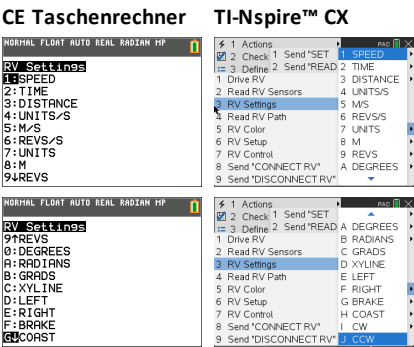 CE Taschenrechner
TI-Nspire™ CX
NORMAL FLOAT AUTO REAL RADIAN MP
RV Settings
1:SPEED
2:TIME
3:DISTANCE
4:UNITS/S
5:M/S
6:REVS/S
7:UNITS
8:M
9↓REVS
1 Actions
2 Check
3 Define
1 Send "SET
2 Send "READ
1 Drive RV
2 Read RV Sensors
3 RV Settings
4 Read RV Path
5 RV Color
6 RV Setup
7 RV Control
8 Send "CONNECT RV"
9 Send "DISCONNECT RV"
RAD
1 SPEED
2 TIME
3 DISTANCE
4 UNITS/S
5 M/S
6 REVS/S
7 UNITS
8 M
9 REVS
A DEGREES
NORMAL FLOAT AUTO REAL RADIAN MP
RV Settings
9↑REVS
0:DEGREES
A:RADIANS
B:GRADS
C:XYLINE
D:LEFT
E:RIGHT
F:BRAKE
G↓COAST
1 Actions
2 Check
3 Define
1 Send "SET
2 Send "READ
1 Drive RV
2 Read RV Sensors
3 RV Settings
4 Read RV Path
5 RV Color
6 RV Setup
7 RV Control
8 Send "CONNECT RV"
9 Send "DISCONNECT RV"
RAD
A DEGREES
B RADIANS
C GRADS
D XYLINE
E LEFT
F RIGHT
G BRAKE
H COAST
I CW
J CCW